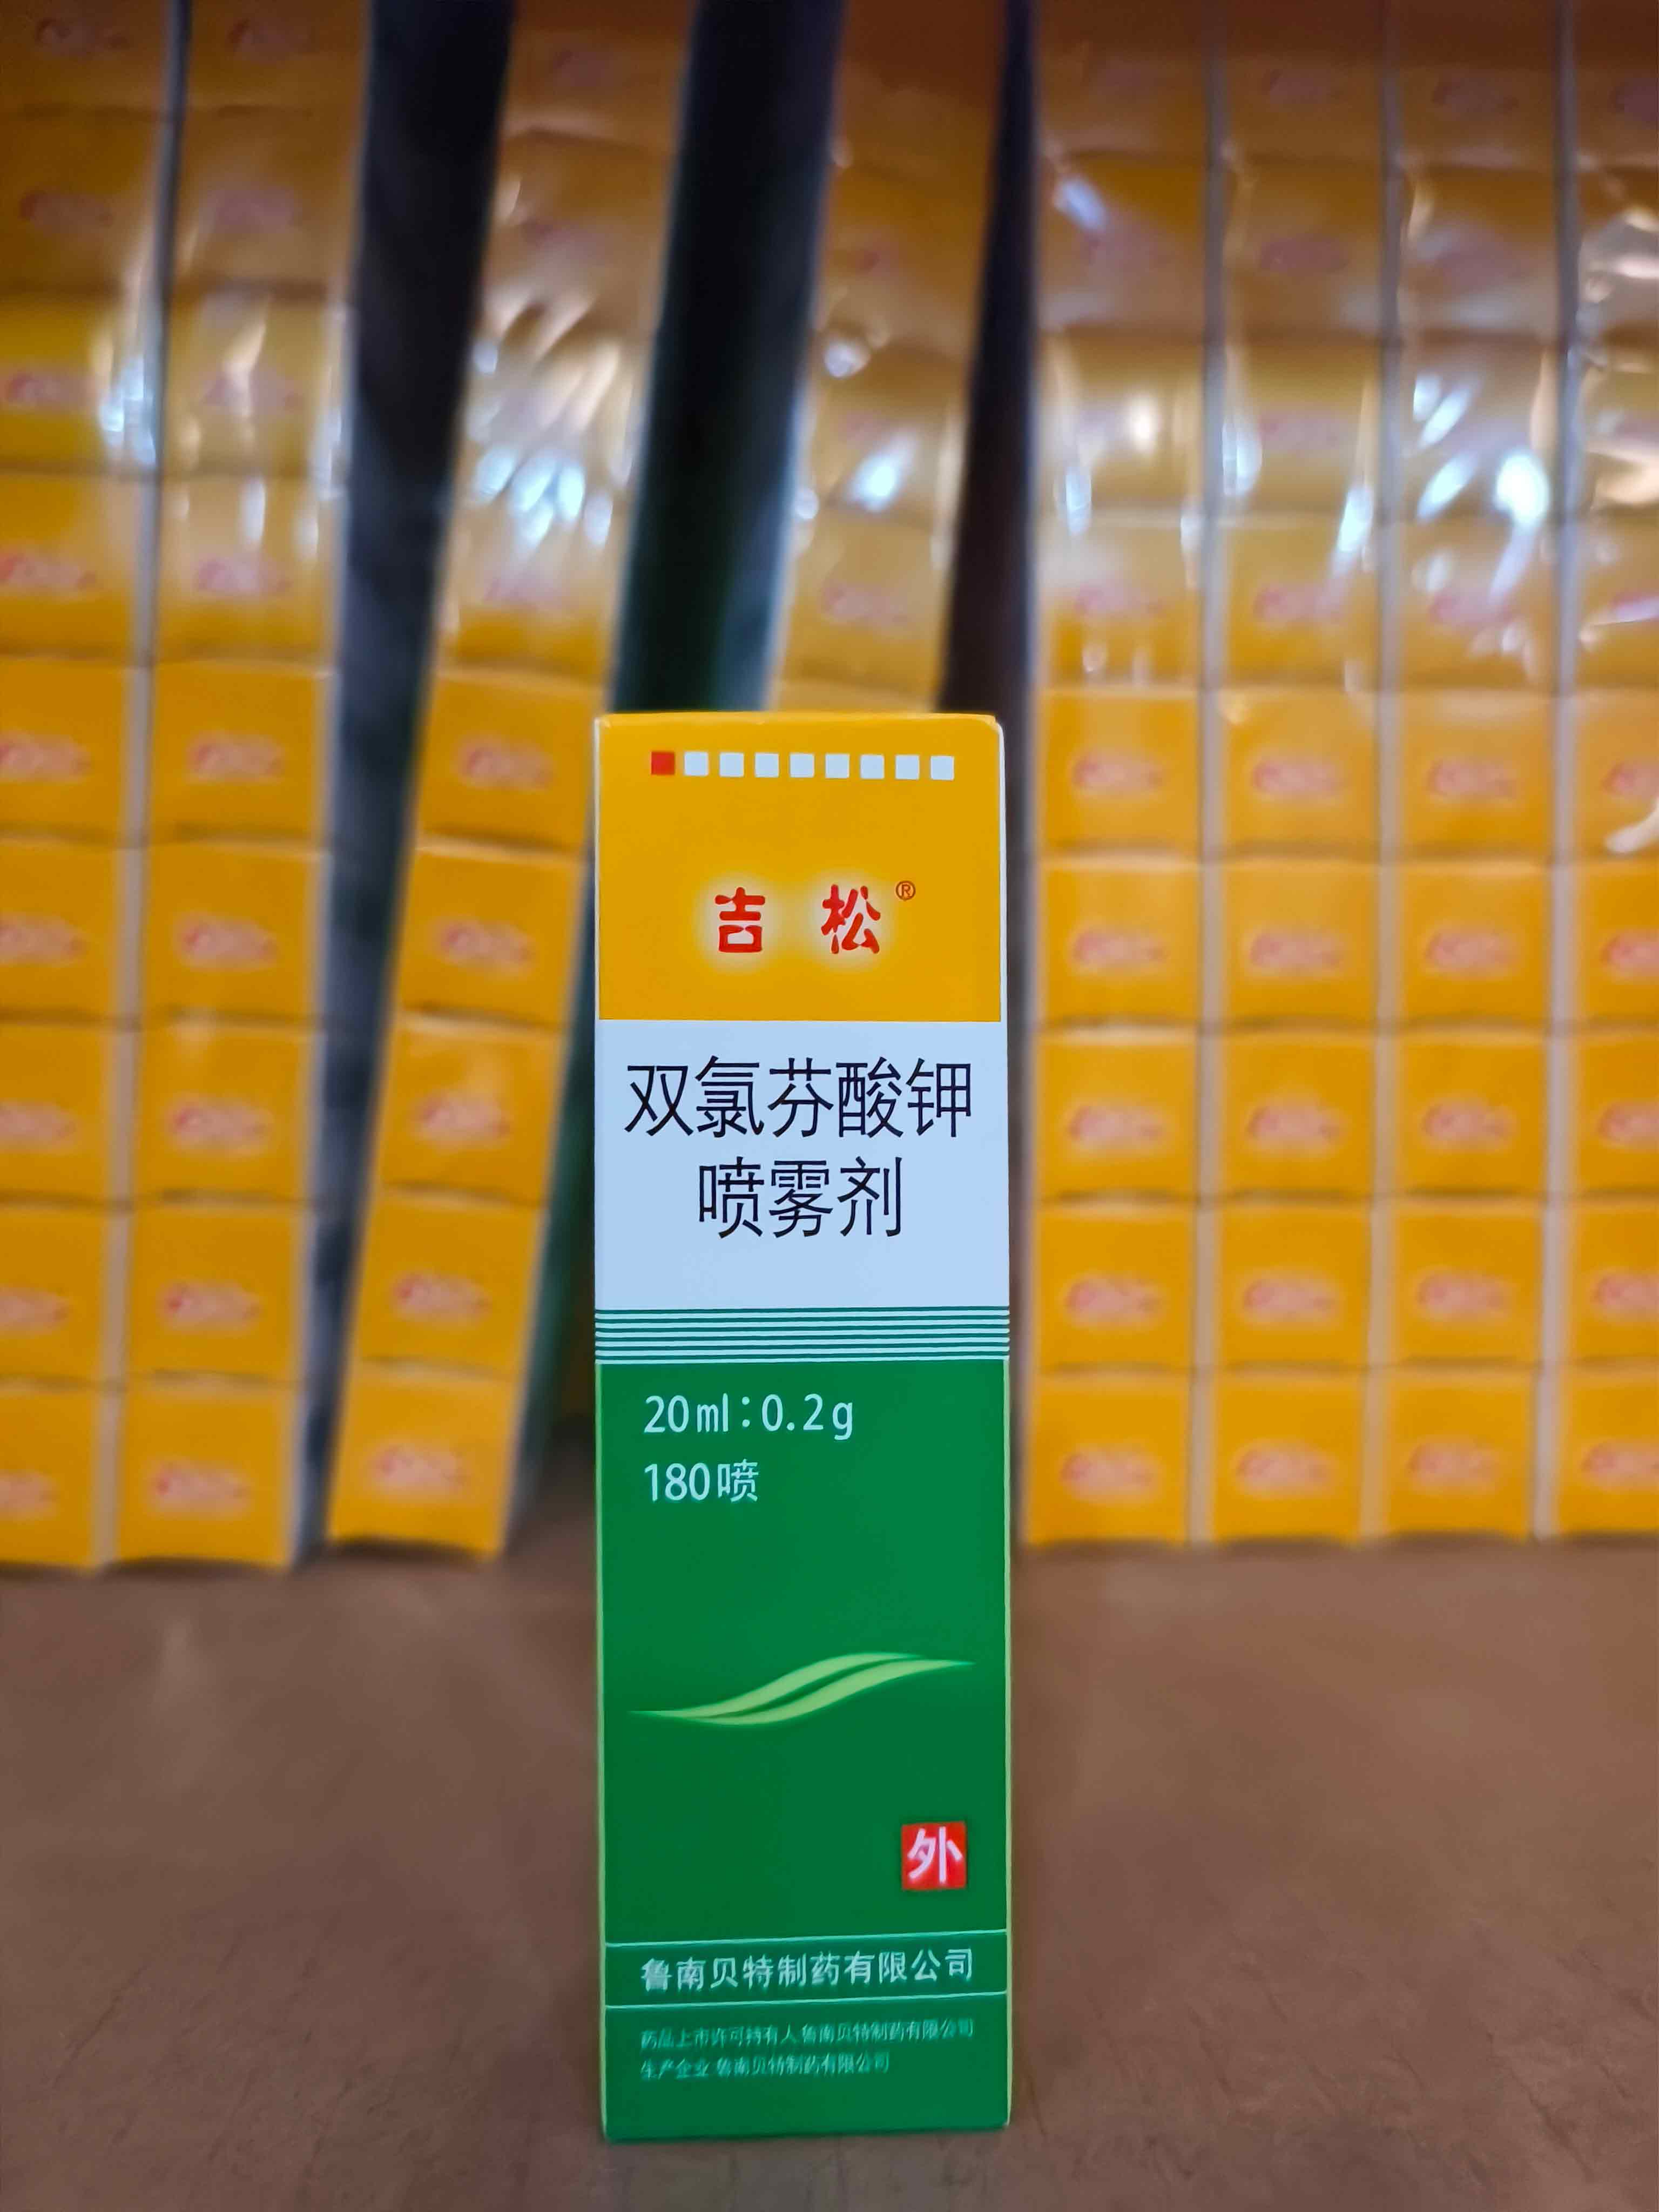 吉松®
双氯芬酸钾
喷雾剂
20ml:0.2g
180喷
外
鲁南贝特制药有限公司
药品上市许可持有人 鲁南贝特制药有限公司
生产企业 鲁南贝特制药有限公司